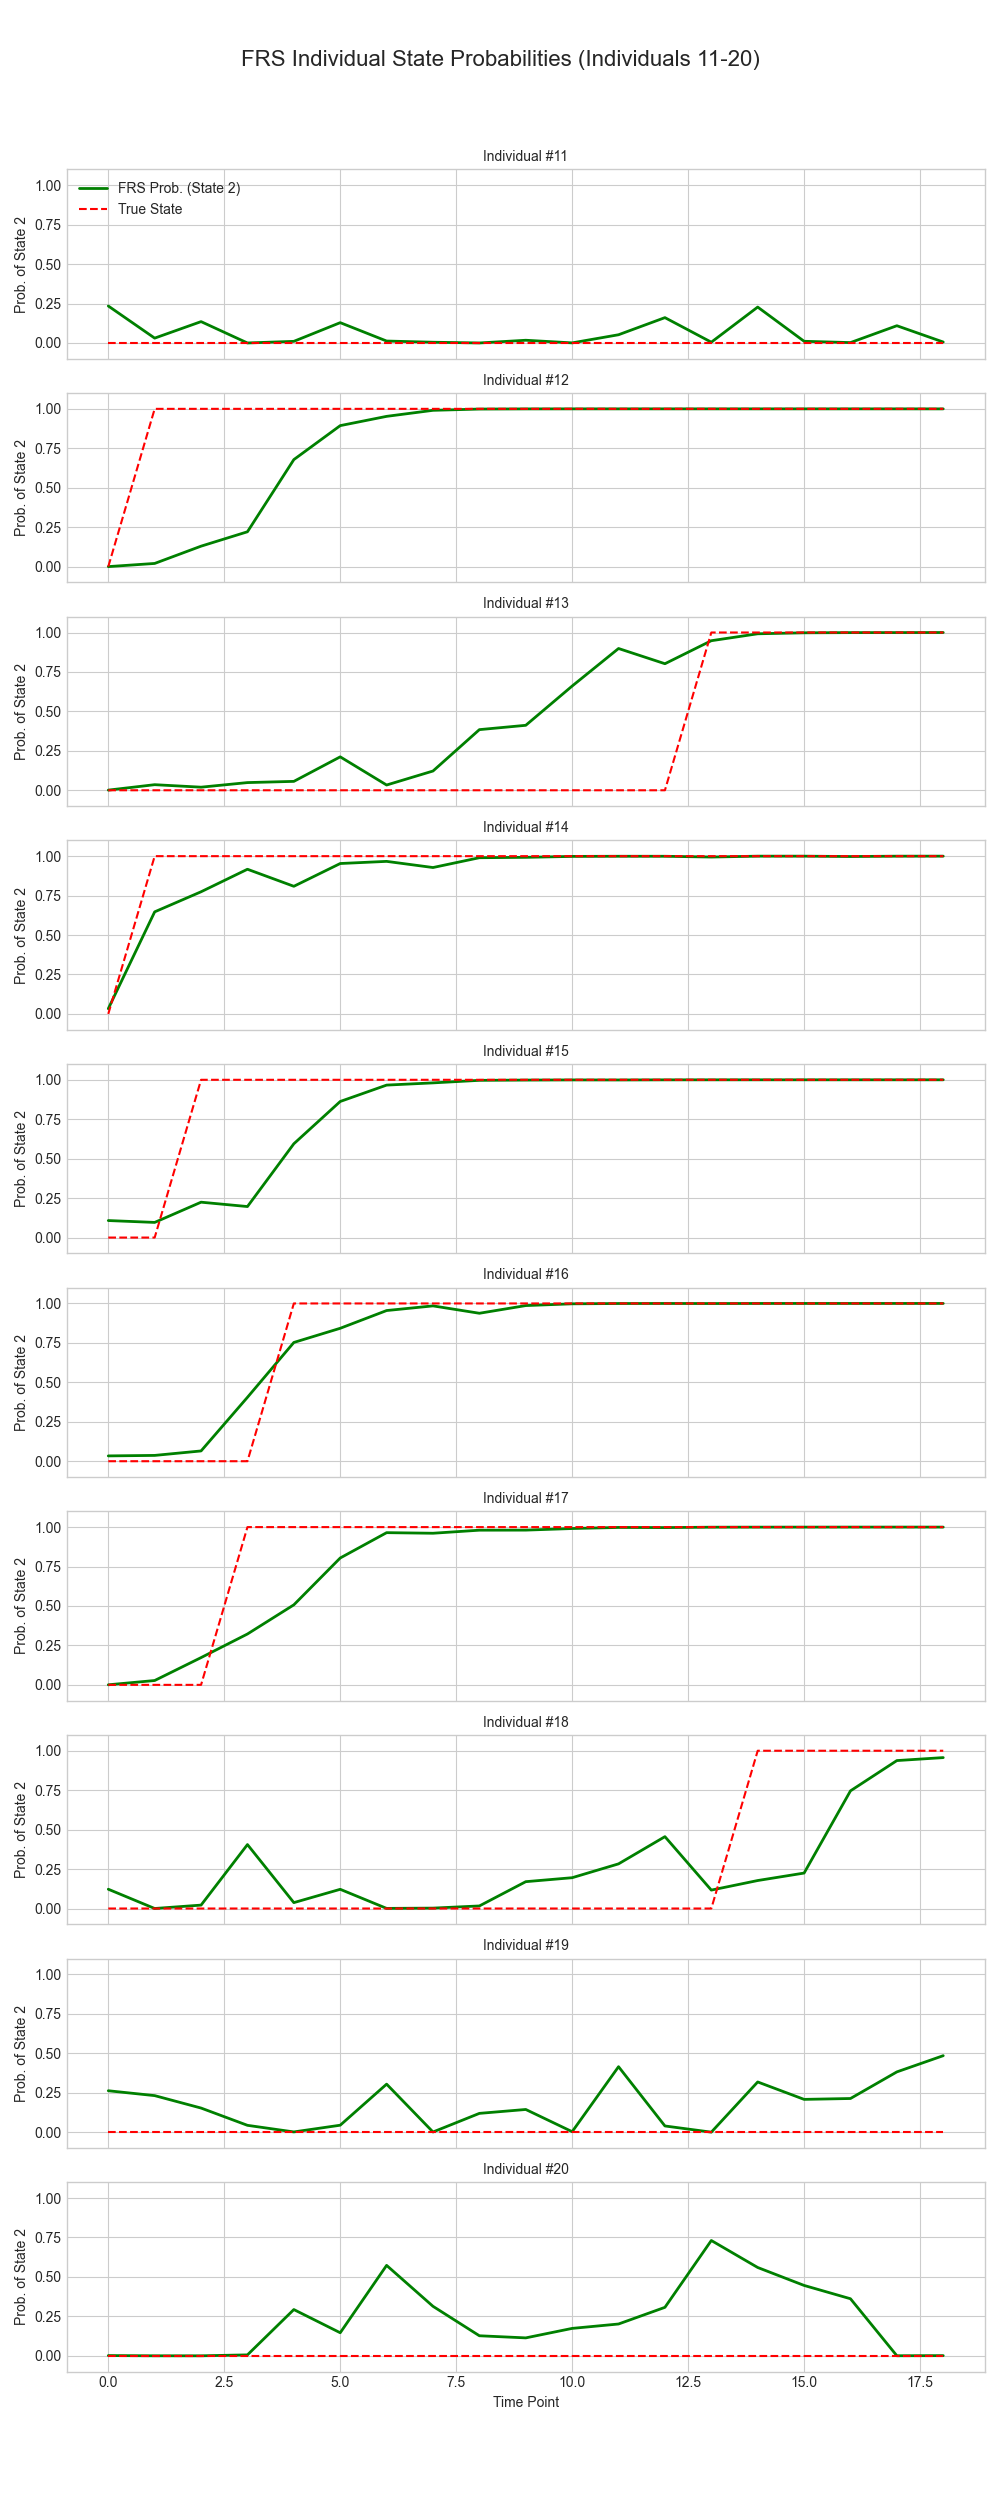 FRS Individual State Probabilities (Individuals 11-20)
Individual #11
1.00
0.75
0.50
0.25
0.00
Prob. of State 2
FRS Prob. (State 2)
True State
Individual #12
1.00
0.75
0.50
0.25
0.00
Prob. of State 2
Individual #13
1.00
0.75
0.50
0.25
0.00
Prob. of State 2
Individual #14
1.00
0.75
0.50
0.25
0.00
Prob. of State 2
Individual #15
1.00
0.75
0.50
0.25
0.00
Prob. of State 2
Individual #16
1.00
0.75
0.50
0.25
0.00
Prob. of State 2
Individual #17
1.00
0.75
0.50
0.25
0.00
Prob. of State 2
Individual #18
1.00
0.75
0.50
0.25
0.00
Prob. of State 2
Individual #19
1.00
0.75
0.50
0.25
0.00
Prob. of State 2
Individual #20
1.00
0.75
0.50
0.25
0.00
Prob. of State 2
0.0 2.5 5.0 7.5 10.0 12.5 15.0 17.5
Time Point